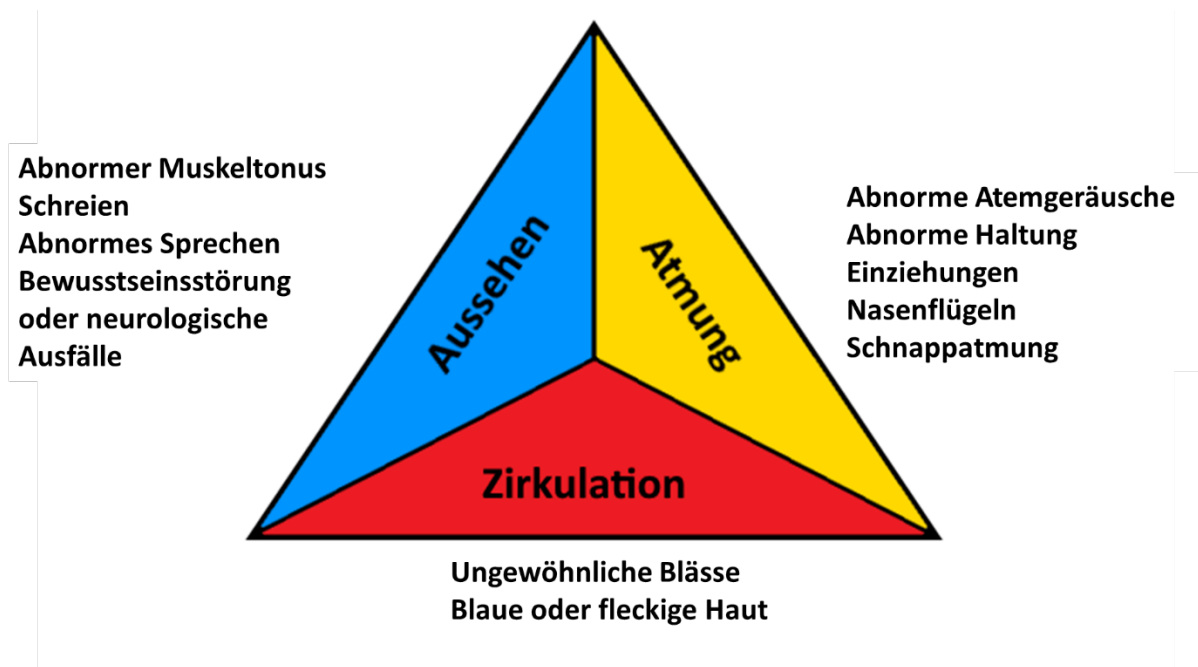 Abnormer Muskeltonus
Schreien
Abnormes Sprechen
Bewusstseinsstörung
oder neurologische
Ausfälle
Aussehen
Atmung
Abnorme Atemgeräusche
Abnorme Haltung
Einziehungen
Nasenflügeln
Schnappatmung
Zirkulation
Ungewöhnliche Blässe
Blaue oder fleckige Haut